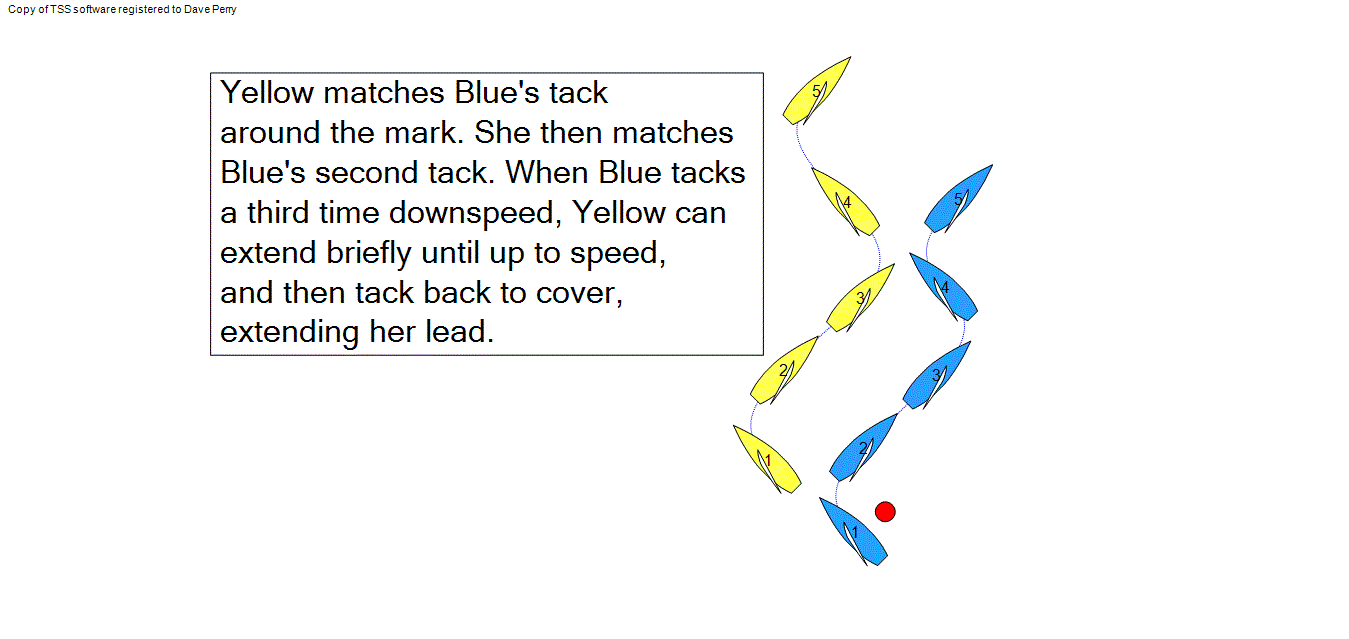 Copy of TSS software registered to Dave Perry
Yellow matches Blue's tack
around the mark. She then matches
Blue's second tack. When Blue tacks
a third time downspeed, Yellow can
extend briefly until up to speed,
and then tack back to cover,
extending her lead.
5
4
5
3
4
2
3
2
1
1